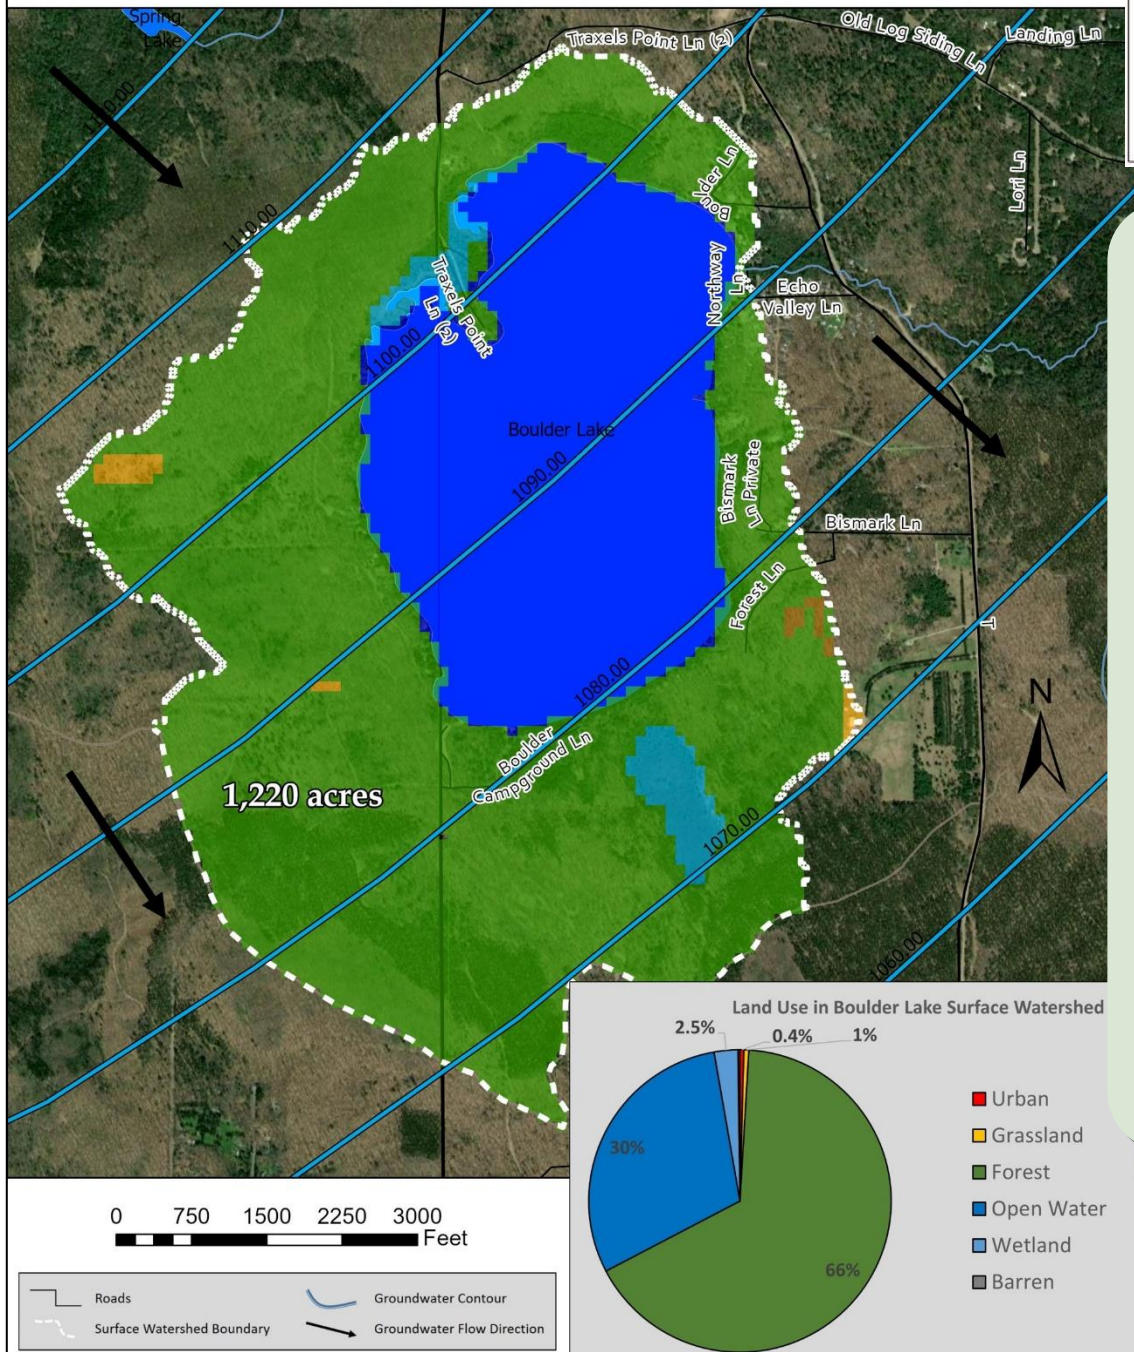 Spring
Lake
Traxels Point Ln (2)
Old Log Siding Ln
Landing Ln
Lori Ln
Boulder Ln
1110.00
Traxels Point
Ln (2)
Northway
Ln
Echo
Valley Ln
1100.00
Boulder Lake
1090.00
Bismark
Ln Private
Bismark Ln
Forest Ln
T
1080.00
N
Boulder
Campground Ln
1,220 acres
1070.00
1060.00
Land Use in Boulder Lake Surface Watershed
2.5%
0.4%
1%
30%
66%
Urban
Grassland
Forest
Open Water
Wetland
Barren
0 750 1500 2250 3000
Feet
Roads
Groundwater Contour
Surface Watershed Boundary
Groundwater Flow Direction